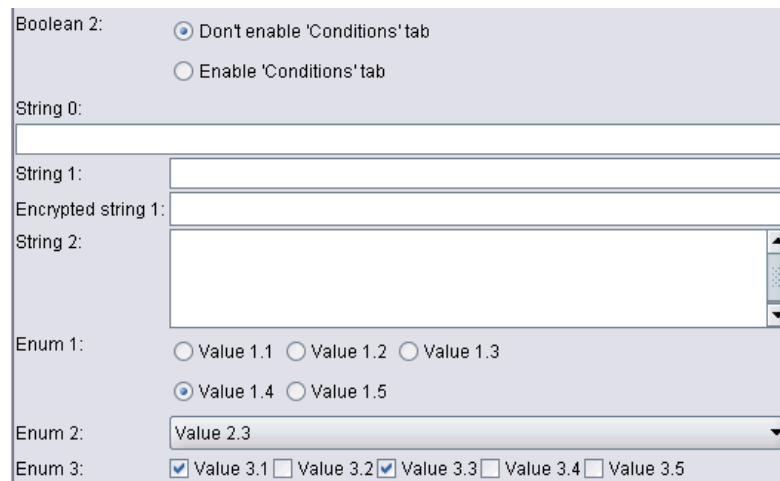 Boolean 2: Don't enable 'Conditions' tab
Enable 'Conditions' tab
String 0:
String 1:
Encrypted string 1:
String 2:
Enum 1: Value 1.1 Value 1.2 Value 1.3
Value 1.4 Value 1.5
Enum 2: Value 2.3
Enum 3: Value 3.1 Value 3.2 Value 3.3 Value 3.4 Value 3.5